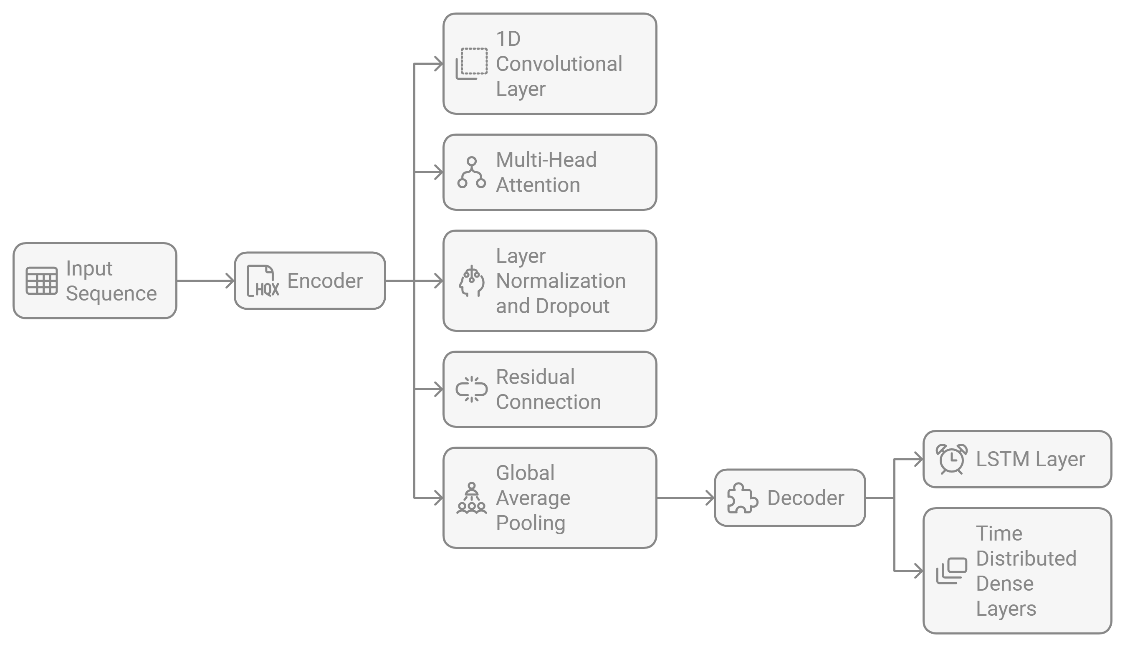 1D
Convolutional
Layer
Multi-Head
Attention
Input
Sequence
HQX
Encoder
Layer
Normalization
and Dropout
Residual
Connection
Global
Average
Pooling
Decoder
LSTM Layer
Time
Distributed
Dense
Layers